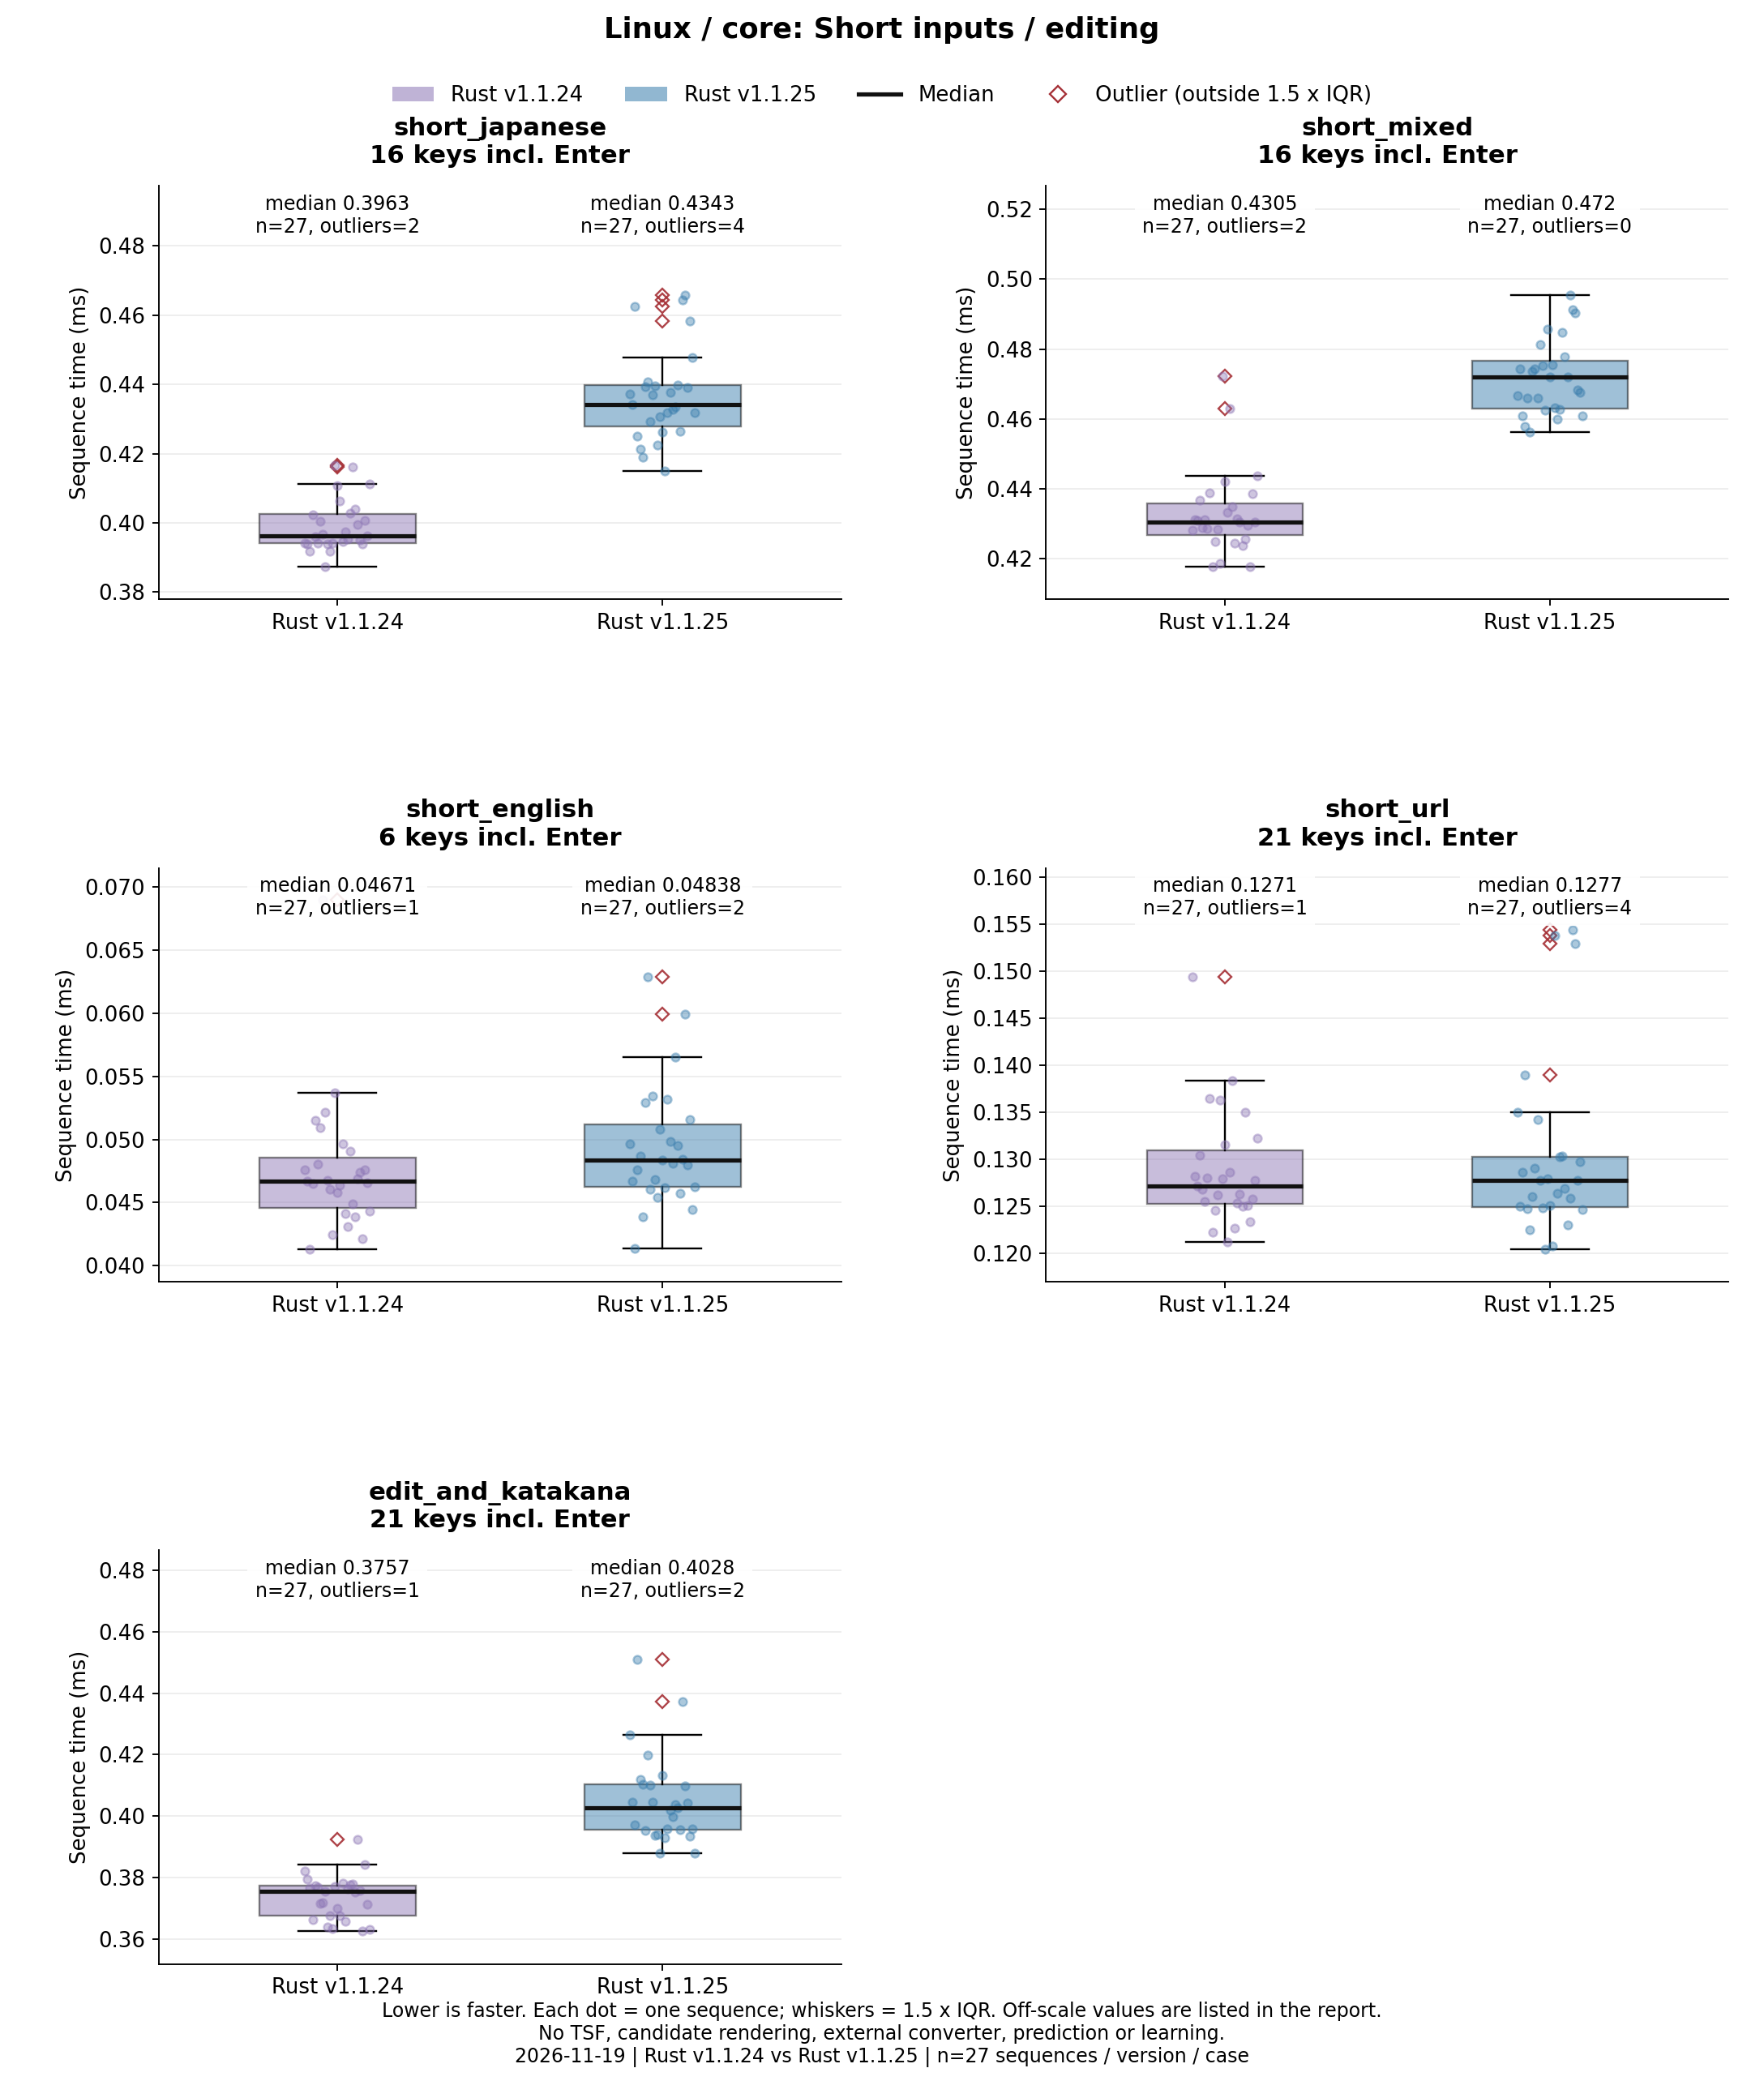 Linux / core: Short inputs / editing
Rust v1.1.24 Rust v1.1.25 Median Outlier (outside 1.5 x IQR)
short_japanese
16 keys incl. Enter
median 0.3963 median 0.4343
n=27, outliers=2 n=27, outliers=4
0.48
0.46
0.44
0.42
0.40
0.38
Sequence time (ms)
Rust v1.1.24 Rust v1.1.25
short_mixed
16 keys incl. Enter
median 0.4305 median 0.472
n=27, outliers=2 n=27, outliers=0
0.52
0.50
0.48
0.46
0.44
0.42
Sequence time (ms)
Rust v1.1.24 Rust v1.1.25
short_english
6 keys incl. Enter
median 0.04671 median 0.04838
n=27, outliers=1 n=27, outliers=2
0.070
0.065
0.060
0.055
0.050
0.045
0.040
Sequence time (ms)
Rust v1.1.24 Rust v1.1.25
short_url
21 keys incl. Enter
median 0.1271 median 0.1277
n=27, outliers=1 n=27, outliers=4
0.160
0.155
0.150
0.145
0.140
0.135
0.130
0.125
0.120
Sequence time (ms)
Rust v1.1.24 Rust v1.1.25
edit_and_katakana
21 keys incl. Enter
median 0.3757 median 0.4028
n=27, outliers=1 n=27, outliers=2
0.48
0.46
0.44
0.42
0.40
0.38
0.36
Sequence time (ms)
Rust v1.1.24 Rust v1.1.25
Lower is faster. Each dot = one sequence; whiskers = 1.5 x IQR. Off-scale values are listed in the report.
No TSF, candidate rendering, external converter, prediction or learning.
2026-11-19 | Rust v1.1.24 vs Rust v1.1.25 | n=27 sequences / version / case